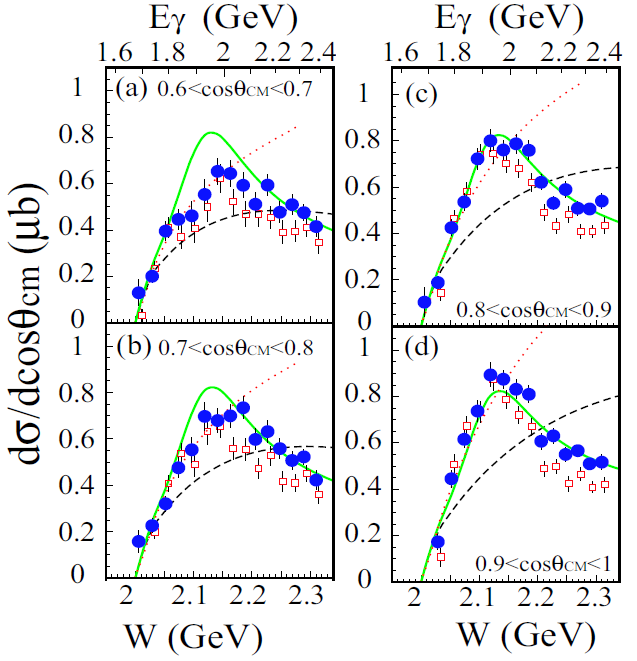 Eγ (GeV)
Eγ (GeV)
1.6 1.8 2 2.2 2.4
1.6 1.8 2 2.2 2.4
1
(a) 0.6<cosθCM<0.7
0.8
0.6
0.4
0.2
0
1
(c)
0.8
0.6
0.4
0.2
0
0.8<cosθCM<0.9
dσ/dcosθcm (μb)
1
(b) 0.7<cosθCM<0.8
0.8
0.6
0.4
0.2
0
1
(d)
0.8
0.6
0.4
0.2
0
0.9<cosθCM<1
2 2.1 2.2 2.3
2 2.1 2.2 2.3
W (GeV)
W (GeV)